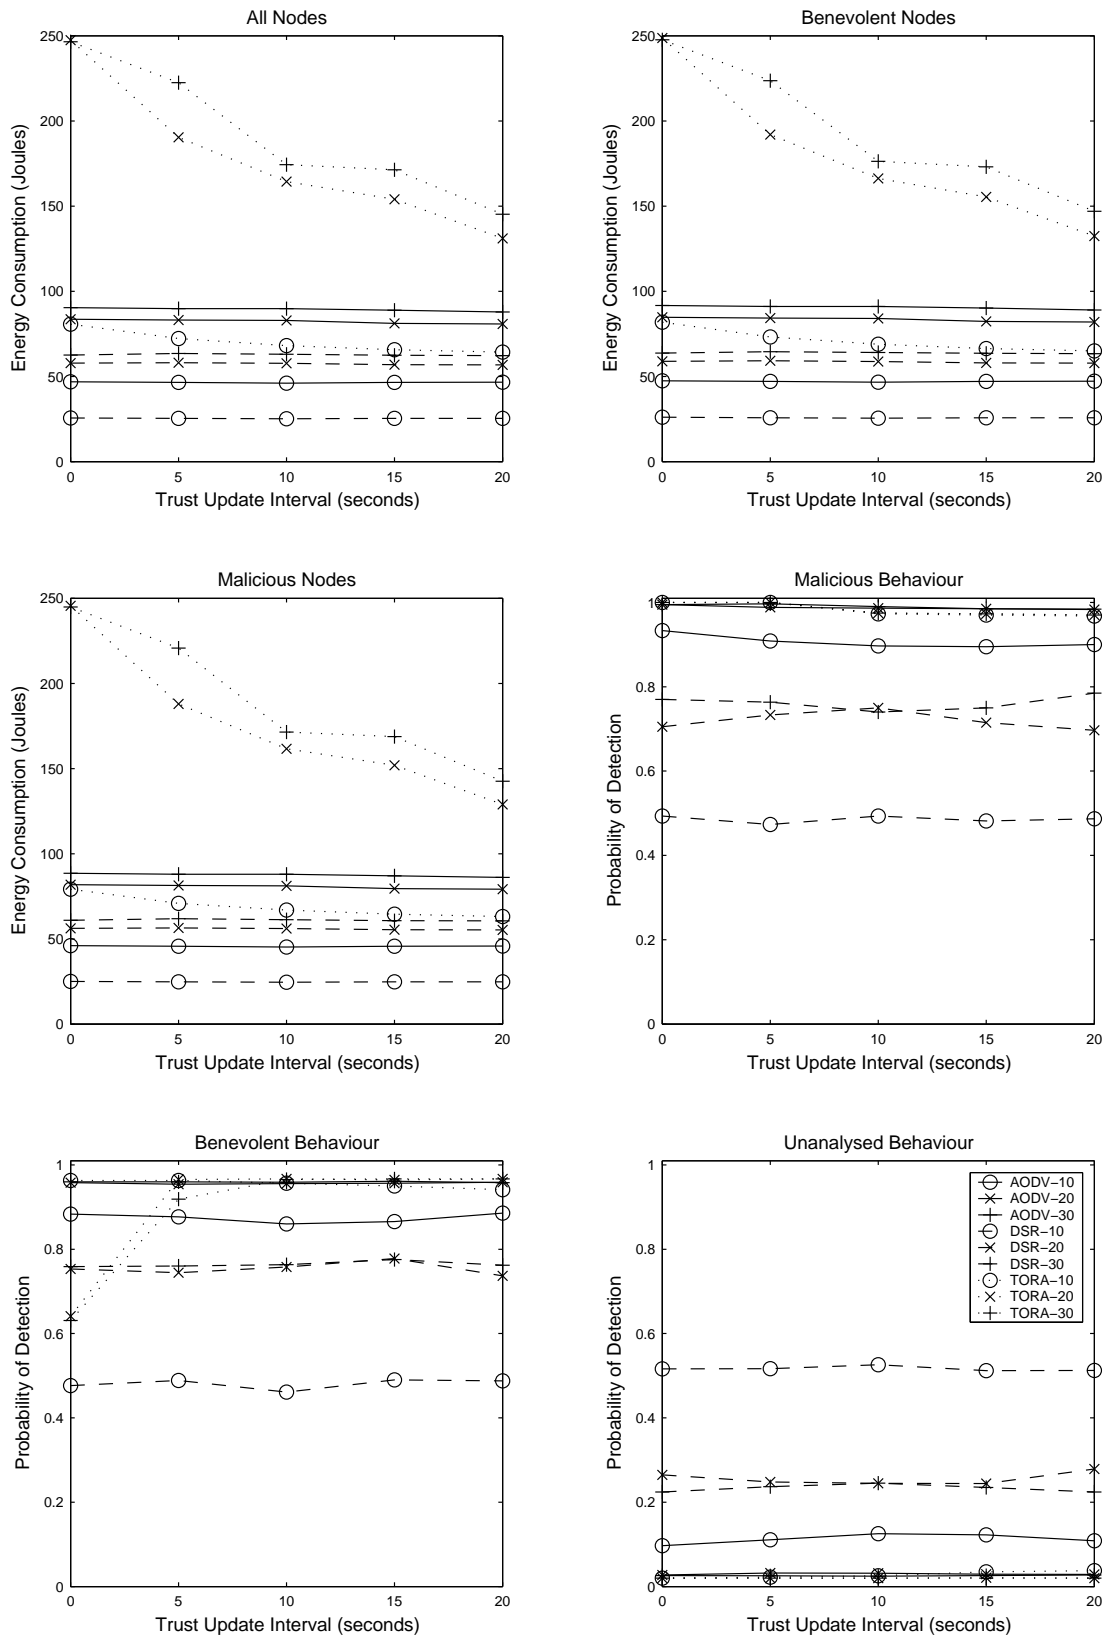 All Nodes
250
200
150
100
50
0
0 5 10 15 20
Energy Consumption (Joules)
Trust Update Interval (seconds)
Benevolent Nodes
250
200
150
100
50
0
0 5 10 15 20
Energy Consumption (Joules)
Trust Update Interval (seconds)
Malicious Nodes
250
200
150
100
50
0
0 5 10 15 20
Energy Consumption (Joules)
Trust Update Interval (seconds)
Malicious Behaviour
1
0.8
0.6
0.4
0.2
0
0 5 10 15 20
Probability of Detection
Trust Update Interval (seconds)
Benevolent Behaviour
1
0.8
0.6
0.4
0.2
0
0 5 10 15 20
Probability of Detection
Trust Update Interval (seconds)
Unanalysed Behaviour
1
0.8
0.6
0.4
0.2
0
0 5 10 15 20
Probability of Detection
Trust Update Interval (seconds)
AODV−10
AODV−20
AODV−30
DSR−10
DSR−20
DSR−30
TORA−10
TORA−20
TORA−30